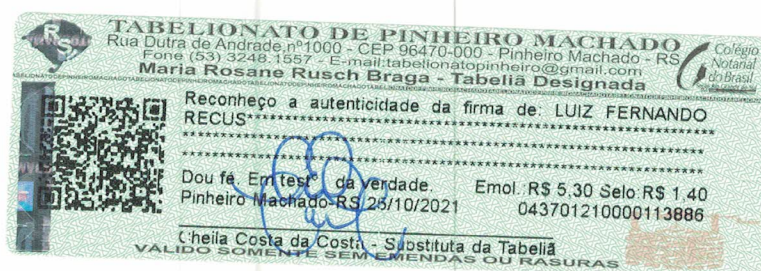 RS
TABELIONATO DE PINHEIRO MACHADO
Rua Dutra de Andrade,nº1000 - CEP 96470-000 - Pinheiro Machado - RS
Fone (53) 3248.1557 - E-mail:tabelionatopinheiro@gmail.com
Maria Rosane Rusch Braga - Tabeliã Designada
Colégio
Notarial
do Brasil
Reconheço a autenticidade da firma de: LUIZ FERNANDO
RECUS************************************************
*****************************************************
*****************************************************
Dou fé. Em testº da verdade. Emol.:R$ 5,30 Selo:R$ 1,40
Pinheiro Machado-RS,25/10/2021 043701210000113886
Cheila Costa da Costa - Substituta da Tabeliã
VÁLIDO SOMENTE SEM EMENDAS OU RASURAS